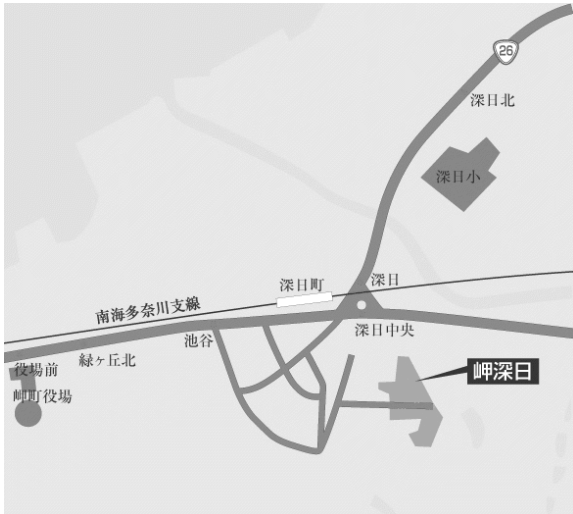 26
深日北
深日小
深日
深日町
南海多奈川支線
深日中央
池谷
緑ヶ丘北
役場前
岬町役場
岬深日